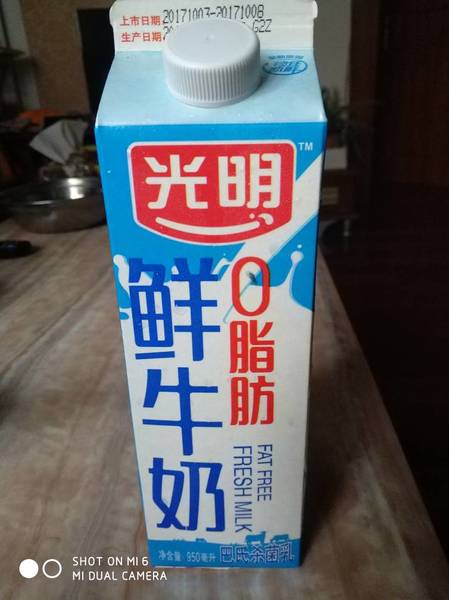 上市日期 20171003-20171008
生产日期
光明
TM
鲜牛奶
0脂肪
FAT FREE
FRESH MILK
净含量: 950毫升
巴氏杀菌乳
SHOT ON MI 6
MI DUAL CAMERA